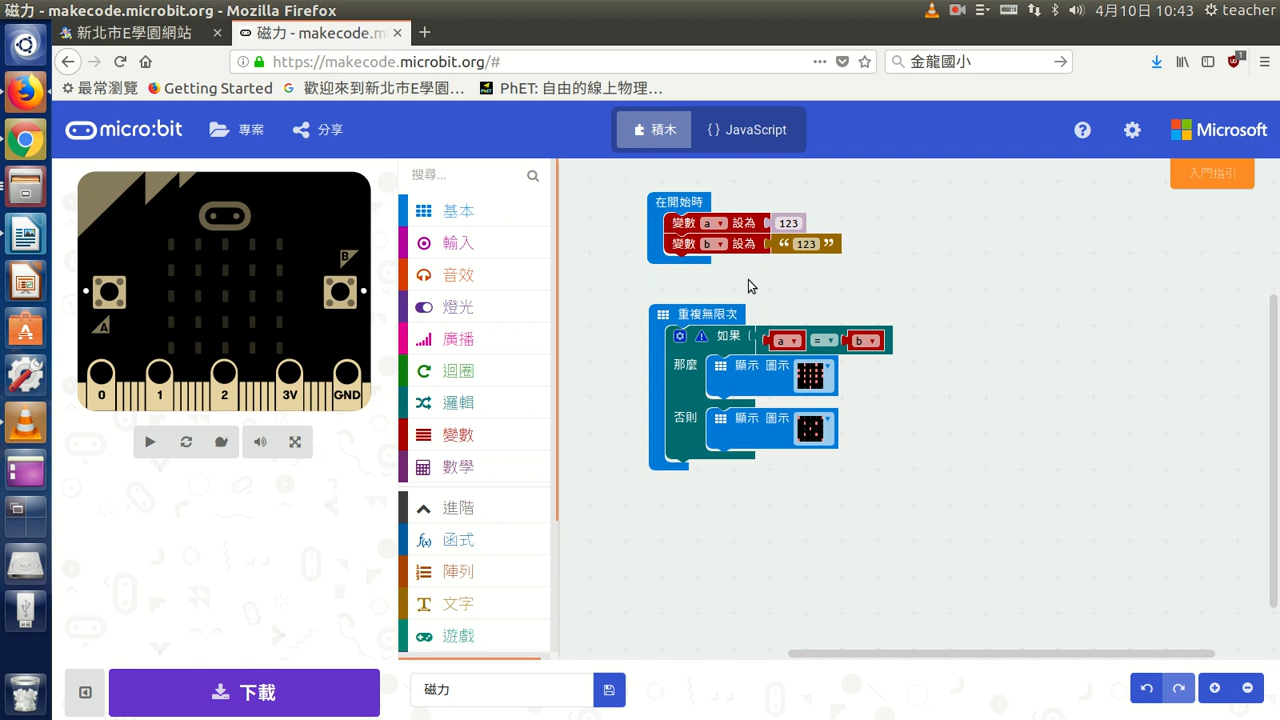 磁力 - makecode.microbit.org - Mozilla Firefox
4月10日 10:43 teacher
新北市E學園網站
磁力 - makecode.m
https://makecode.microbit.org/#
金龍國小
最常瀏覽
Getting Started
歡迎來到新北市E學園...
PhET: 自由的線上物理...
micro:bit
專案
分享
積木
{ } JavaScript
Microsoft
入門指引
搜尋...
基本
輸入
音效
燈光
廣播
迴圈
邏輯
變數
數學
進階
函式
陣列
文字
遊戲
A
B
0 1 2 3V GND
在開始時
變數 a 設為 123
變數 b 設為 “ 123 ”
重複無限次
如果 a = b
那麼 顯示 圖示
否則 顯示 圖示
下載
磁力